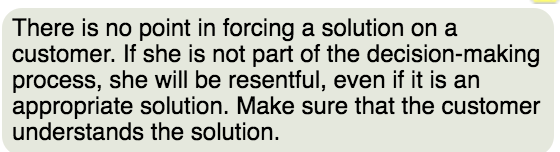 There is no point in forcing a solution on a
customer. If she is not part of the decision-making
process, she will be resentful, even if it is an
appropriate solution. Make sure that the customer
understands the solution.